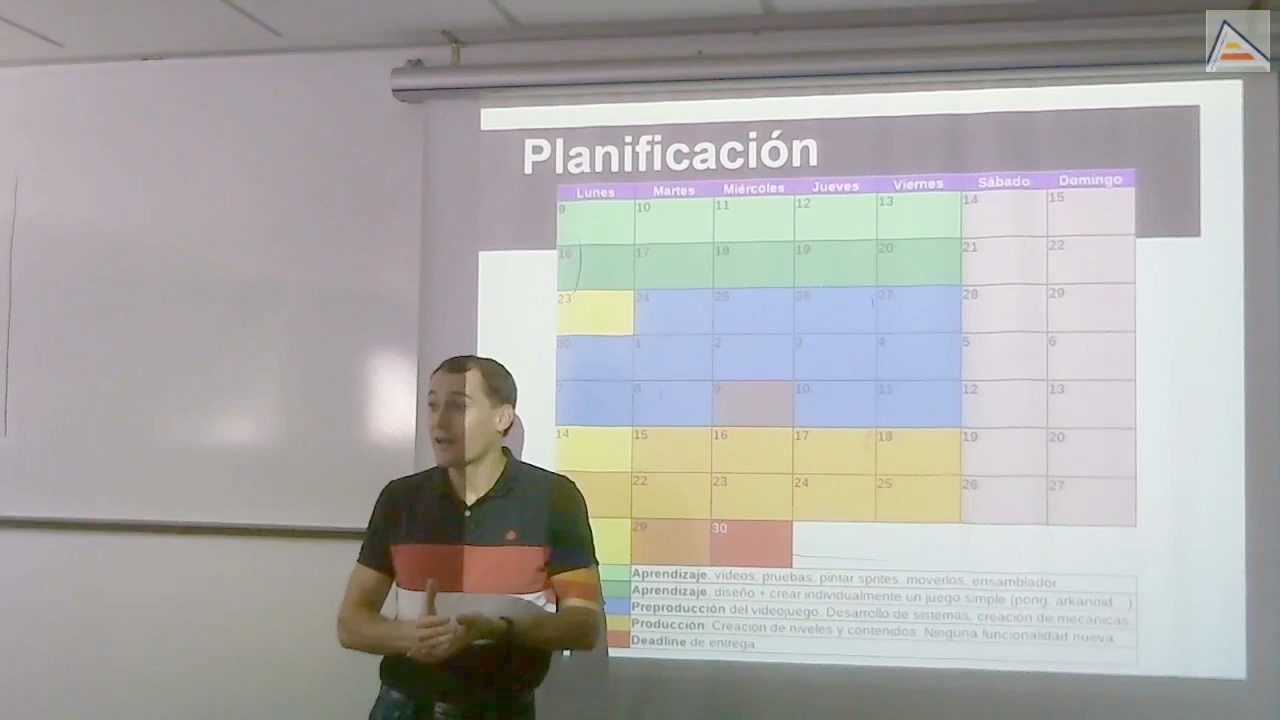 Planificación
Lunes Martes Miércoles Jueves Viernes Sábado Domingo
9 10 11 12 13 14 15
16 17 18 19 20 21 22
23 24 25 26 27 28 29
30 1 2 3 4 5 6
7 8 9 10 11 12 13
14 15 16 17 18 19 20
22 23 24 25 26 27
29 30
Aprendizaje, vídeos, pruebas, pintar sprites, moverlos, ensamblador
Aprendizaje, diseño + crear individualmente un juego simple (pong, arkanoid...)
Preproducción del videojuego. Desarrollo de sistemas, creación de mecánicas
Producción: Creación de niveles y contenidos. Ninguna funcionalidad nueva
Deadline de entrega